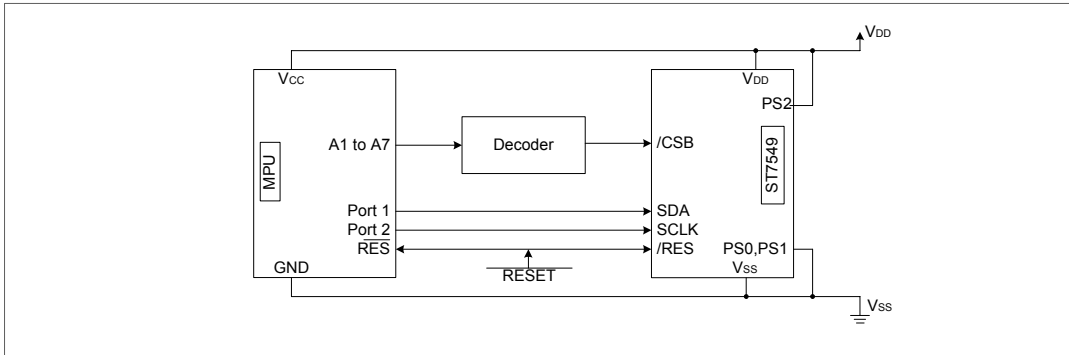 VDD
VCC
VDD
PS2
A1 to A7
Decoder
/CSB
MPU
ST7549
Port 1
SDA
Port 2
SCLK
RES
/RES
PS0,PS1
GND
RESET
VSS
VSS